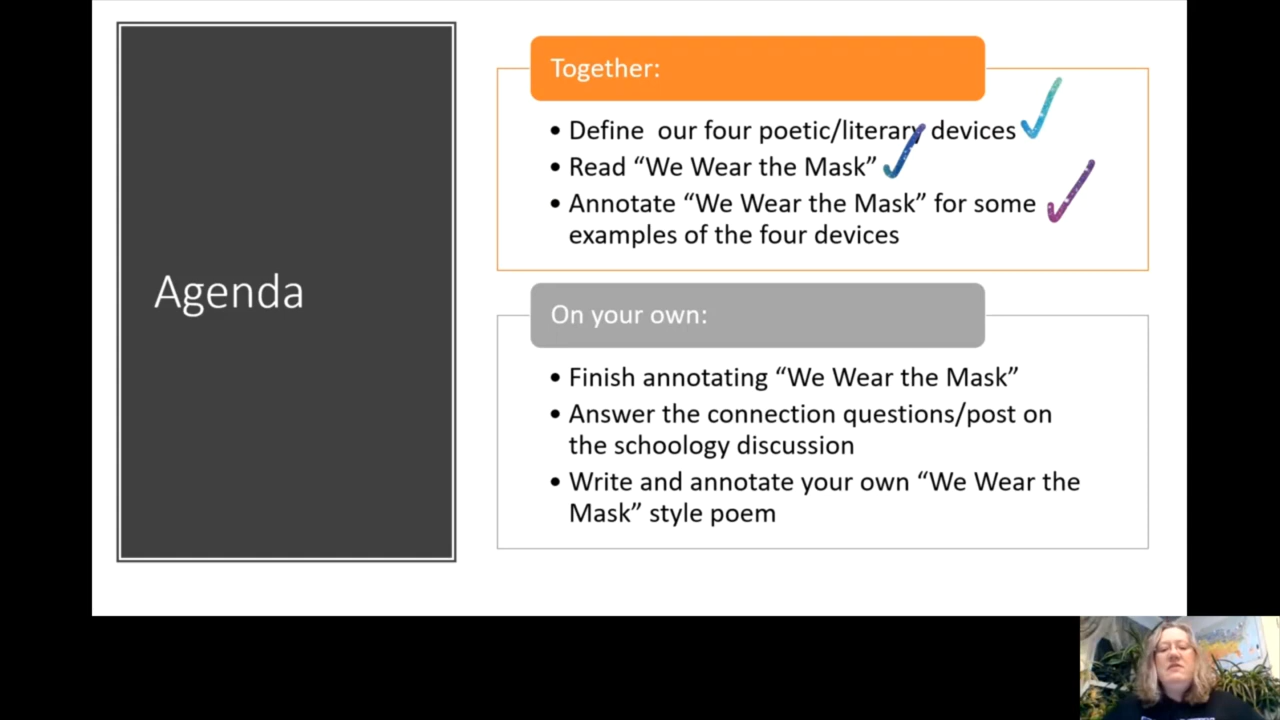 Agenda
Together:
• Define  our four poetic/literary devices
• Read “We Wear the Mask”
• Annotate “We Wear the Mask” for some
examples of the four devices
On your own:
• Finish annotating “We Wear the Mask”
• Answer the connection questions/post on
the schoology discussion
• Write and annotate your own “We Wear the
Mask” style poem